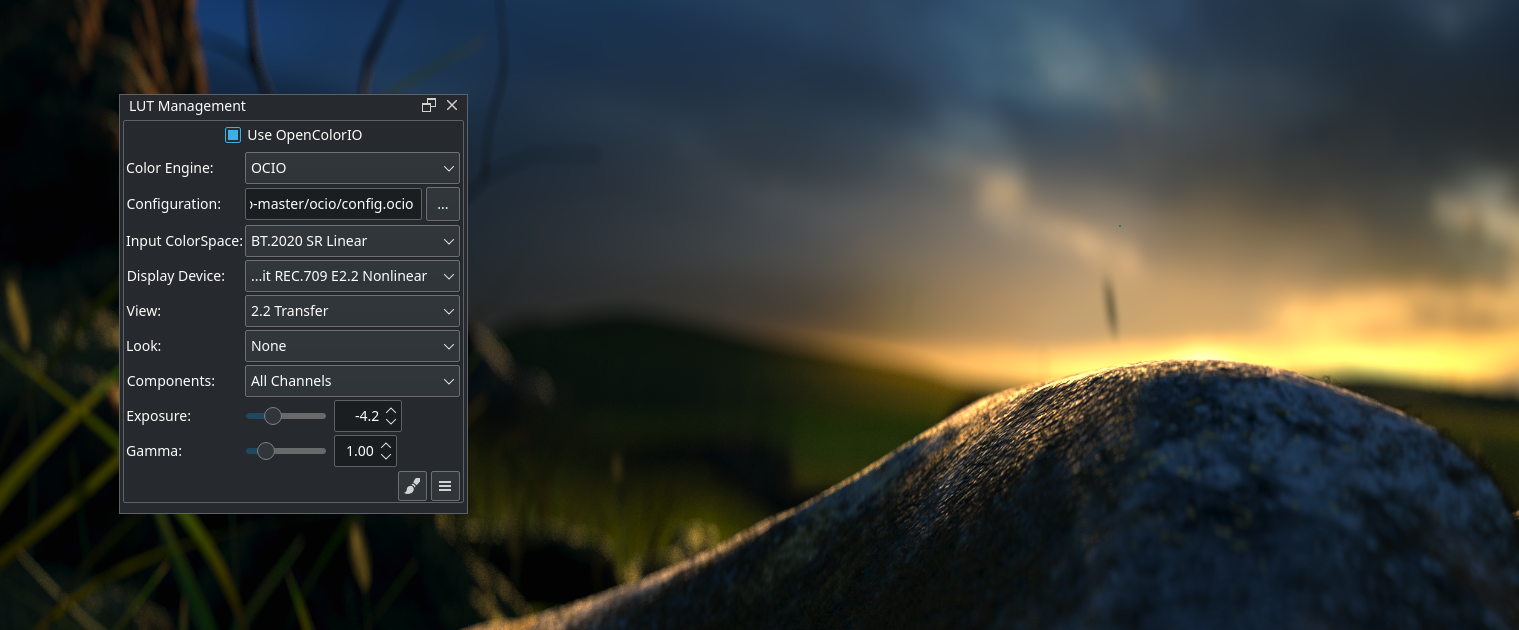 LUT Management
Use OpenColorIO
Color Engine: OCIO
Configuration: -master/ocio/config.ocio ...
Input ColorSpace: BT.2020 SR Linear
Display Device: ...it REC.709 E2.2 Nonlinear
View: 2.2 Transfer
Look: None
Components: All Channels
Exposure: -4.2
Gamma: 1.00